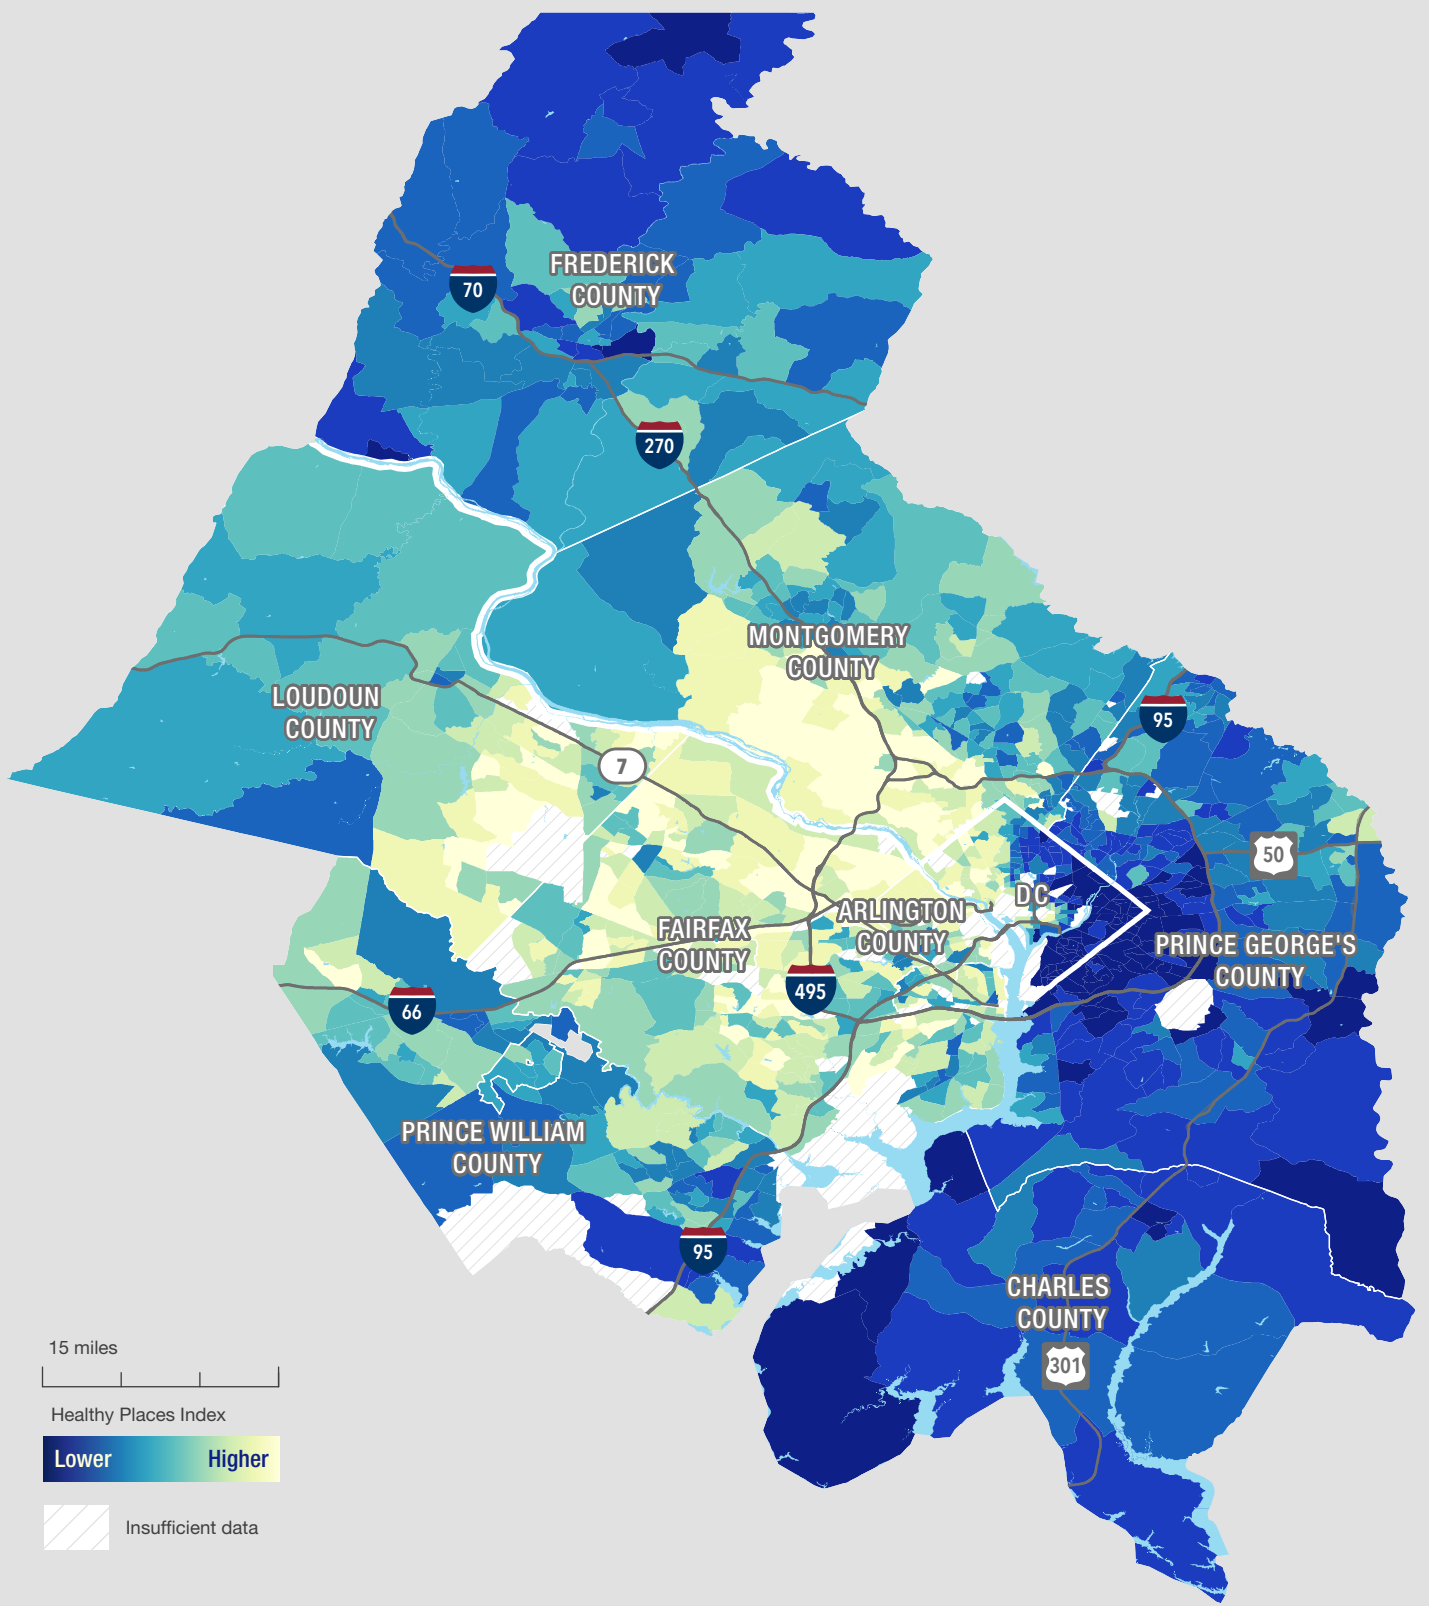 FREDERICK
COUNTY
70
270
MONTGOMERY
COUNTY
LOUDOUN
COUNTY
95
7
50
DC
ARLINGTON
COUNTY
FAIRFAX
COUNTY
PRINCE GEORGE'S
COUNTY
495
66
PRINCE WILLIAM
COUNTY
95
CHARLES
COUNTY
301
15 miles
Healthy Places Index
Lower Higher
Insufficient data